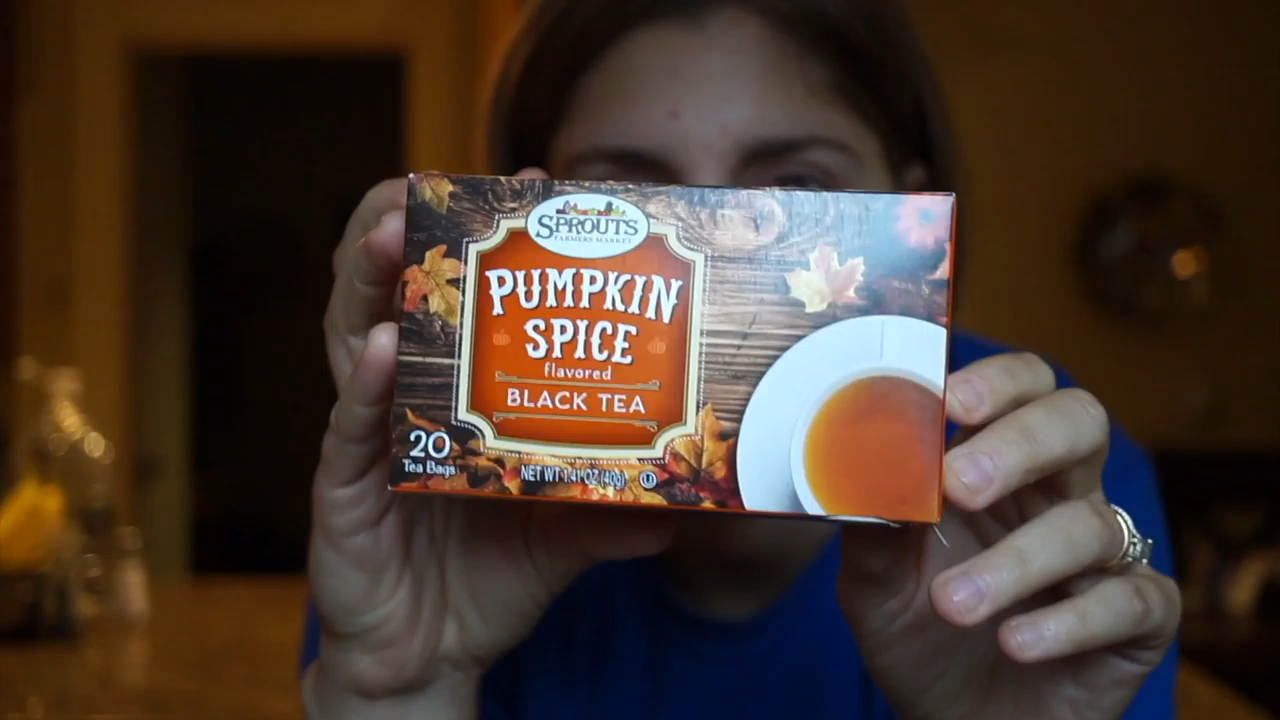 SPROUTS
FARMERS MARKET
PUMPKIN
SPICE
flavored
BLACK TEA
20
Tea Bags
NET WT 1.41 OZ (40g)
U